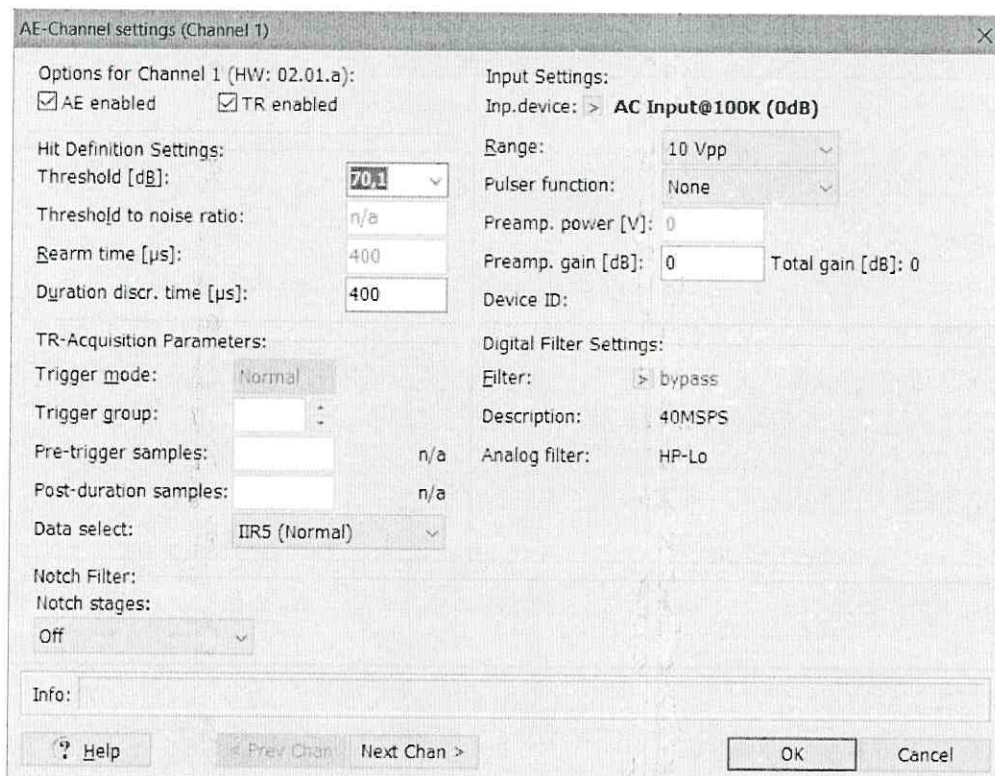 AE-Channel settings (Channel 1)
Options for Channel 1 (HW: 02.01.a):
AE enabled
TR enabled
Hit Definition Settings:
Threshold [dB]: 70,1
Threshold to noise ratio: n/a
Rearm time [µs]: 400
Duration discr. time [µs]: 400
TR-Acquisition Parameters:
Trigger mode: Normal
Trigger group:
Pre-trigger samples: n/a
Post-duration samples: n/a
Data select: IIR5 (Normal)
Notch Filter:
Notch stages:
Off
Input Settings:
Inp.device: > AC Input@100K (0dB)
Range: 10 Vpp
Pulser function: None
Preamp. power [V]: 0
Preamp. gain [dB]: 0 Total gain [dB]: 0
Device ID:
Digital Filter Settings:
Filter: > bypass
Description: 40MSPS
Analog filter: HP-Lo
Info:
? Help
< Prev Chan
Next Chan >
OK
Cancel